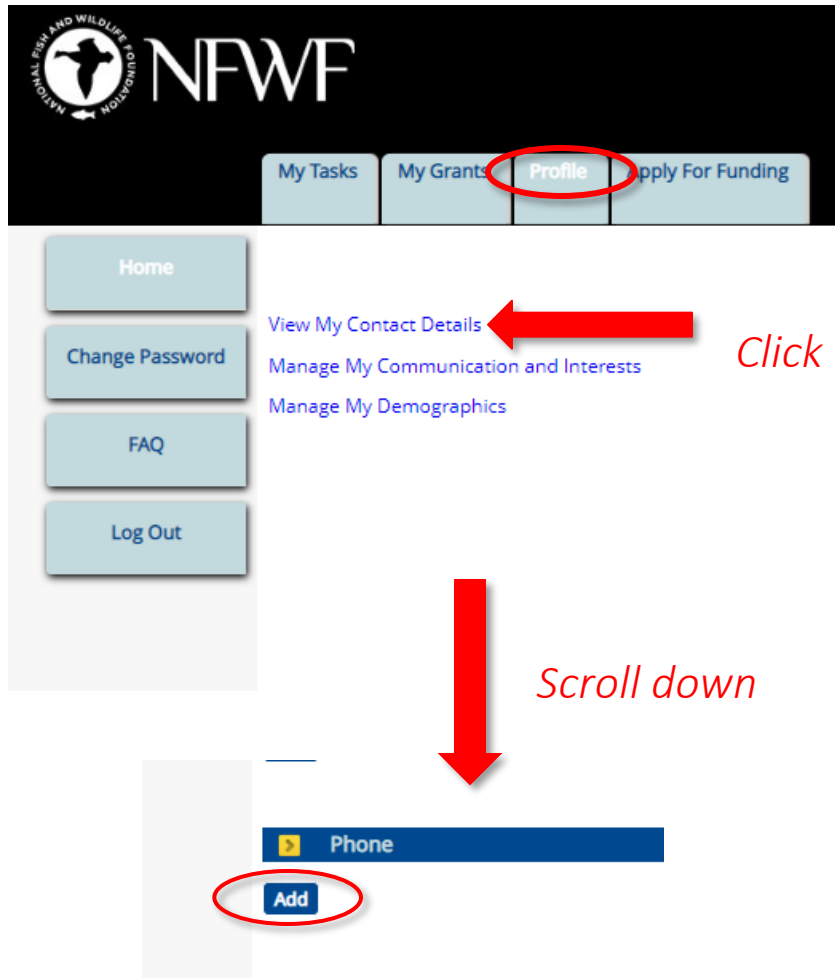 NATIONAL FISH AND WILDLIFE FOUNDATION
NFWF
My Tasks
My Grants
Profile
Apply For Funding
Home
Change Password
FAQ
Log Out
View My Contact Details
Manage My Communication and Interests
Manage My Demographics
Click
Scroll down
Phone
Add